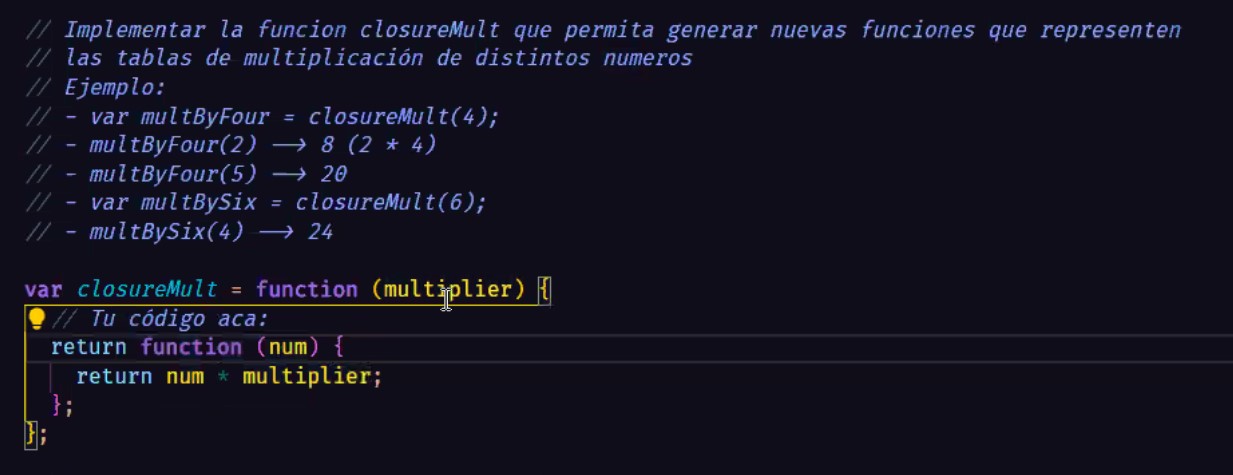 // Implementar la funcion closureMult que permita generar nuevas funciones que representen
// las tablas de multiplicación de distintos numeros
// Ejemplo:
// - var multByFour = closureMult(4);
// - multByFour(2) --> 8 (2 * 4)
// - multByFour(5) --> 20
// - var multBySix = closureMult(6);
// - multBySix(4) --> 24
var closureMult = function (multiplier) {
// Tu código aca:
return function (num) {
return num * multiplier;
};
};